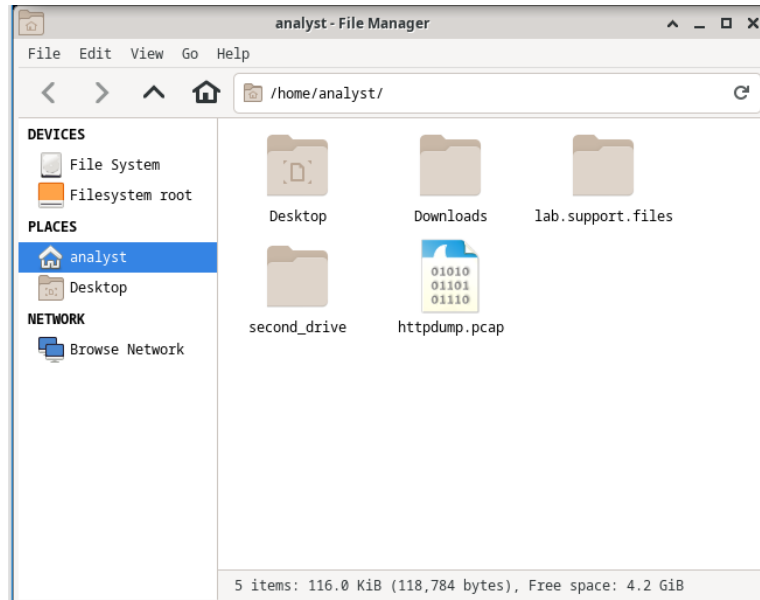 analyst - File Manager
File Edit View Go Help
/home/analyst/
DEVICES
File System
Filesystem root
PLACES
analyst
Desktop
NETWORK
Browse Network
Desktop
Downloads
lab.support.files
second_drive
01010
01101
01110
httpdump.pcap
5 items: 116.0 KiB (118,784 bytes), Free space: 4.2 GiB